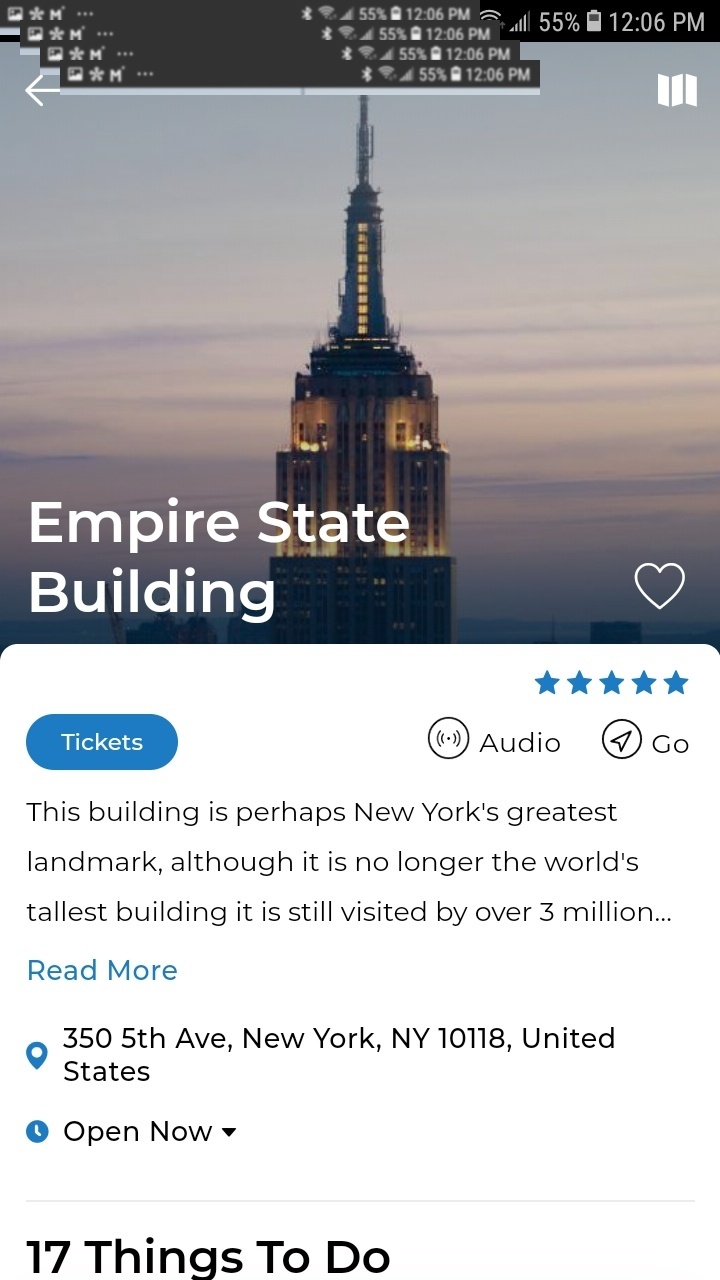 55% 12:06 PM
55% 12:06 PM
55% 12:06 PM
55% 12:06 PM
55% 12:06 PM
Empire State
Building
Tickets
Audio
Go
This building is perhaps New York's greatest
landmark, although it is no longer the world's
tallest building it is still visited by over 3 million...
Read More
350 5th Ave, New York, NY 10118, United
States
Open Now
17 Things To Do